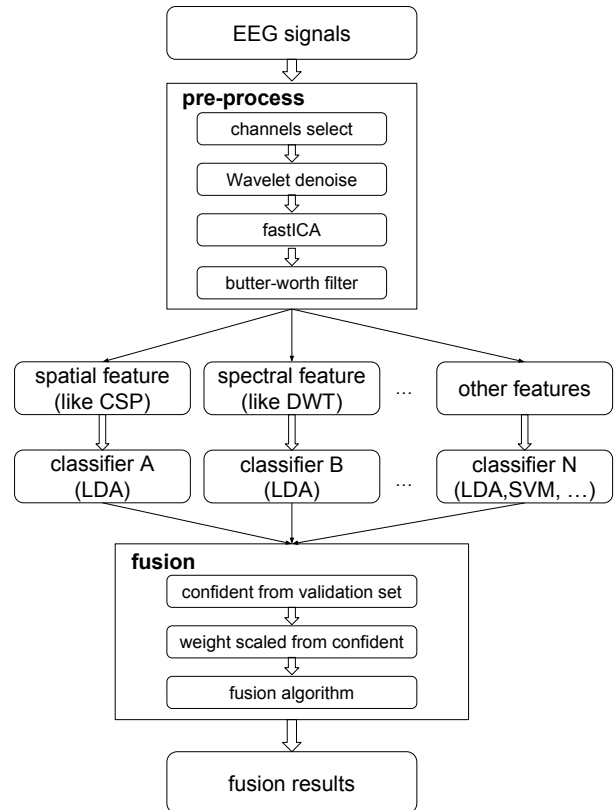 EEG signals
pre-process
channels select
Wavelet denoise
fastICA
butter-worth filter
spatial feature
(like CSP)
spectral feature
(like DWT)
...
other features
classifier A
(LDA)
classifier B
(LDA)
...
classifier N
(LDA,SVM, ...)
fusion
confident from validation set
weight scaled from confident
fusion algorithm
fusion results